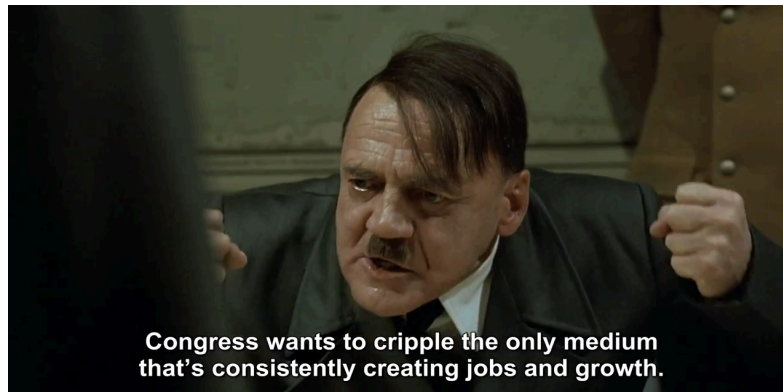 Congress wants to cripple the only medium
that's consistently creating jobs and growth.